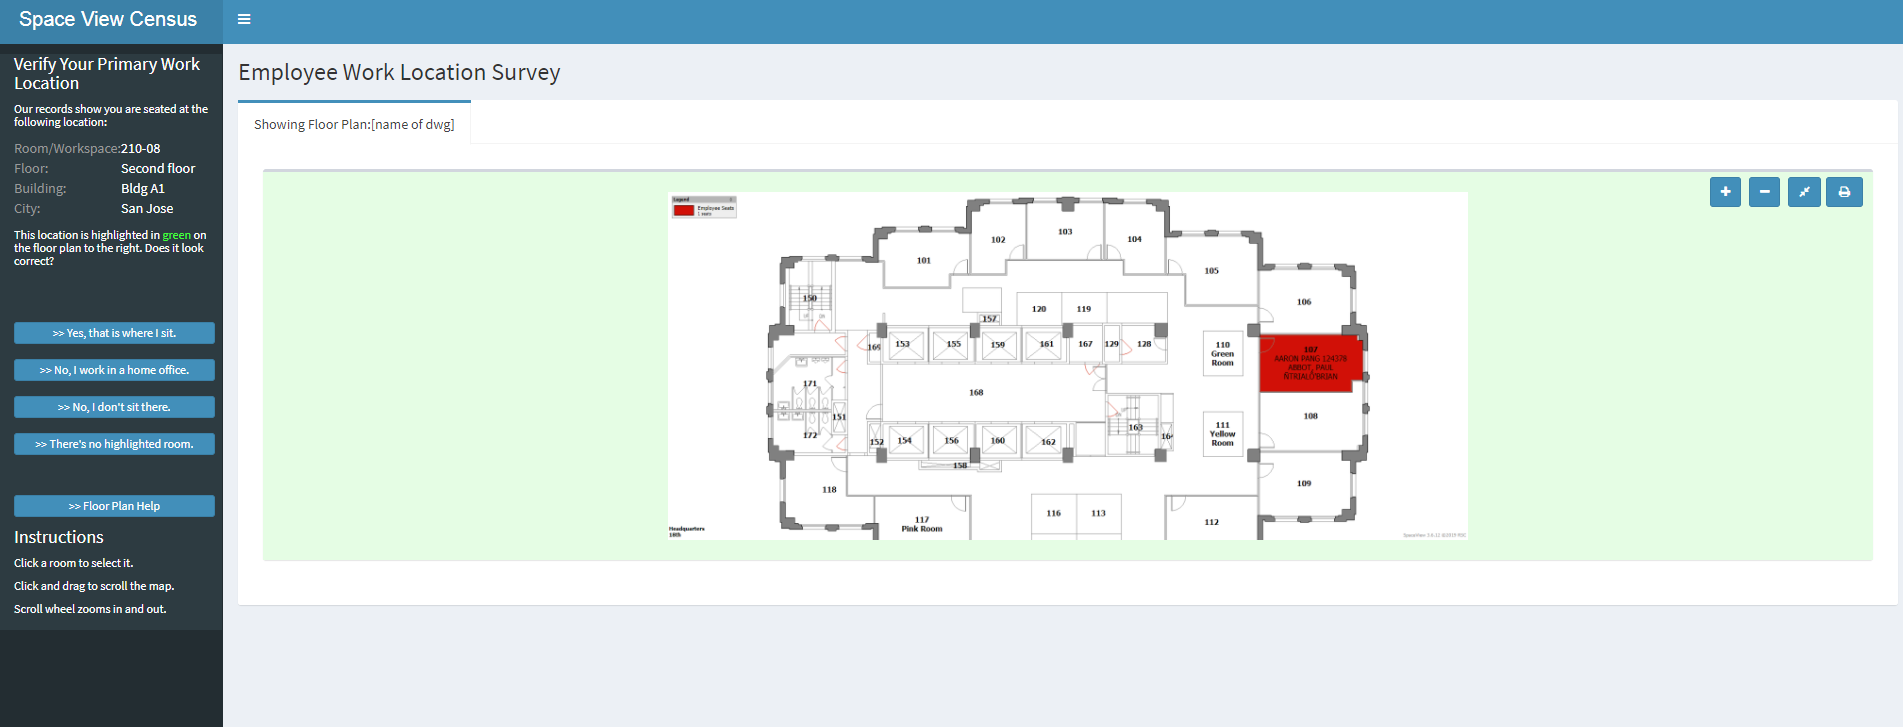 Space View Census
Verify Your Primary Work
Location
Our records show you are seated at the
following location:
Room/Workspace:210-08
Floor: Second floor
Building: Bldg A1
City: San Jose
This location is highlighted in green on
the floor plan to the right. Does it look
correct?
>> Yes, that is where I sit.
>> No, I work in a home office.
>> No, I don't sit there.
>> There's no highlighted room.
>> Floor Plan Help
Instructions
Click a room to select it.
Click and drag to scroll the map.
Scroll wheel zooms in and out.
Employee Work Location Survey
Showing Floor Plan:[name of dwg]
Legend
Employee Seats
1 seats
103
102
104
101
105
150
106
120
119
157
169
153
155
159
161
167
129
128
110
Green
Room
107
AARON PANG 124378
ABBOT, PAUL
ÑTRIALO'BRIAN
171
168
151
108
172
152
154
156
160
162
163
111
Yellow
Room
158
118
109
116
113
117
Pink Room
112
Headquarters
18th